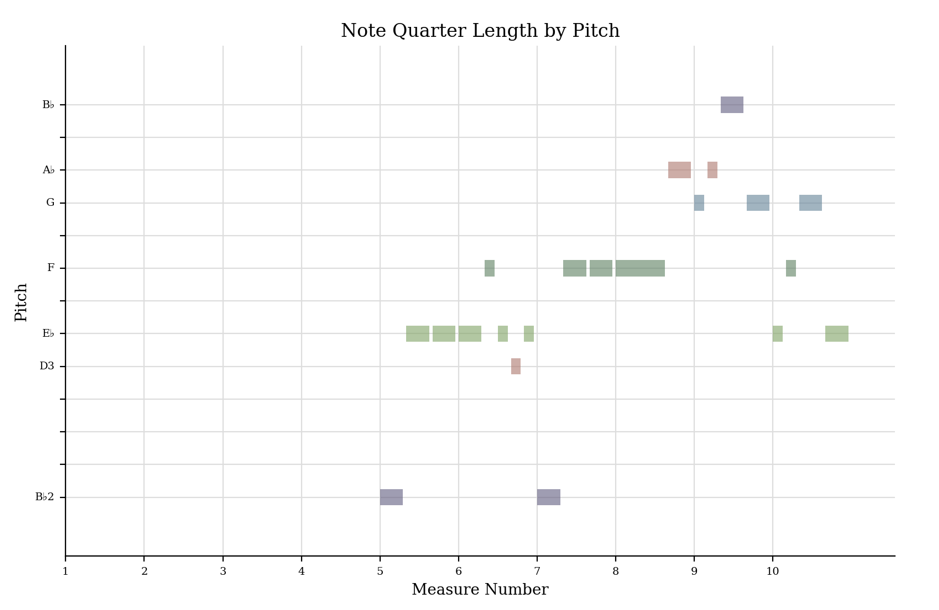 Note Quarter Length by Pitch
B♭
A♭
G
F
E♭
D3
B♭2
Pitch
1 2 3 4 5 6 7 8 9 10
Measure Number